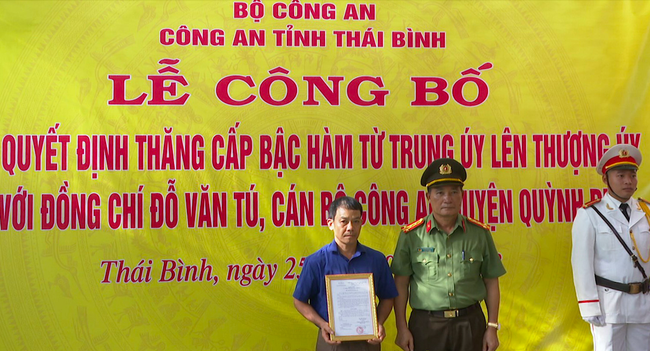 BỘ CÔNG AN
CÔNG AN TỈNH THÁI BÌNH
LỄ CÔNG BỐ
QUYẾT ĐỊNH THĂNG CẤP BẬC HÀM TỪ TRUNG ÚY LÊN THƯỢNG ÚY
VỚI ĐỒNG CHÍ ĐỖ VĂN TÚ, CÁN BỘ CÔNG AN HUYỆN QUỲNH
Thái Bình, ngày 25